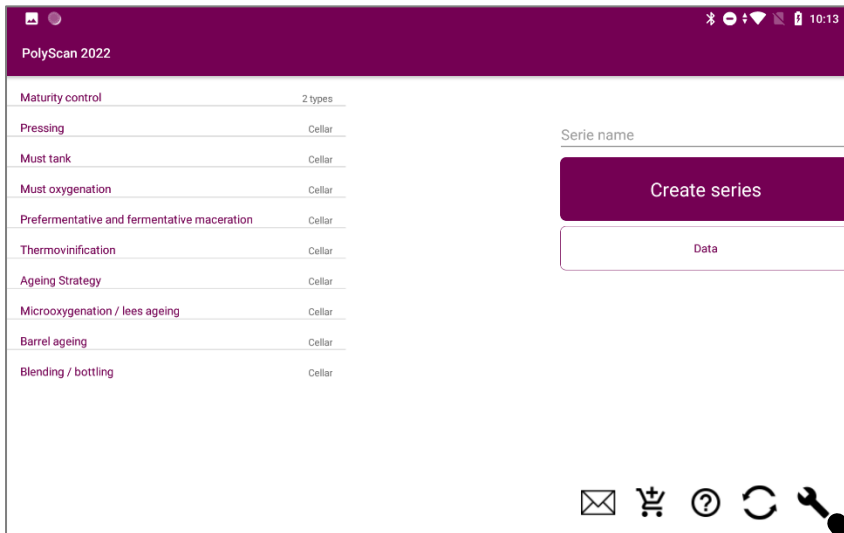 10:13
PolyScan 2022
Maturity control 2 types
Pressing Cellar
Must tank Cellar
Must oxygenation Cellar
Prefermentative and fermentative maceration Cellar
Thermovinification Cellar
Ageing Strategy Cellar
Microoxygenation / lees ageing Cellar
Barrel ageing Cellar
Blending / bottling Cellar
Serie name
Create series
Data